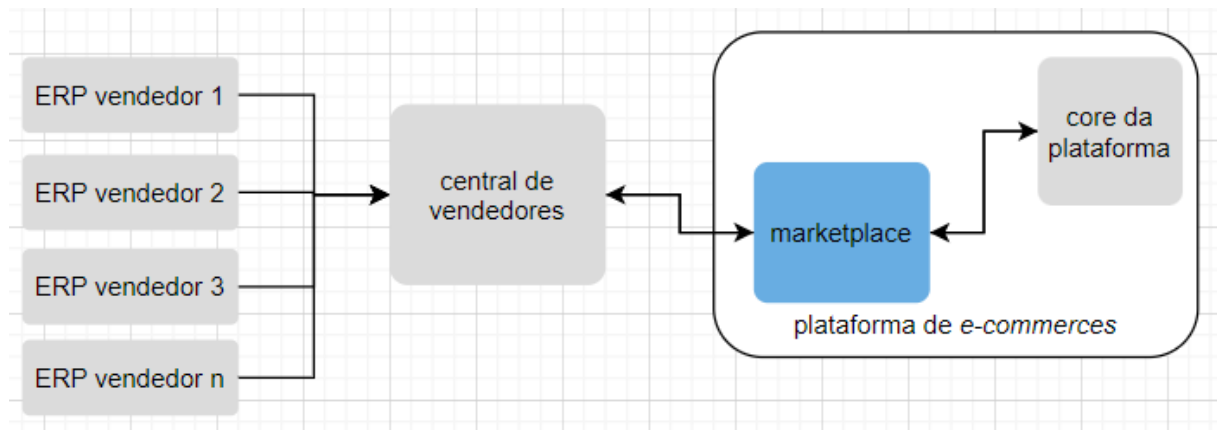 ERP vendedor 1
ERP vendedor 2
ERP vendedor 3
ERP vendedor n
central de
vendedores
marketplace
core da
plataforma
plataforma de e-commerces